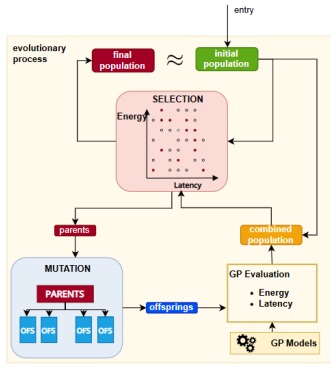 entry
evolutionary
process
final
population
≈
initial
population
SELECTION
Energy
Latency
parents
combined
population
MUTATION
PARENTS
OFS
OFS
OFS
OFS
offsprings
GP Evaluation
• Energy
• Latency
GP Models